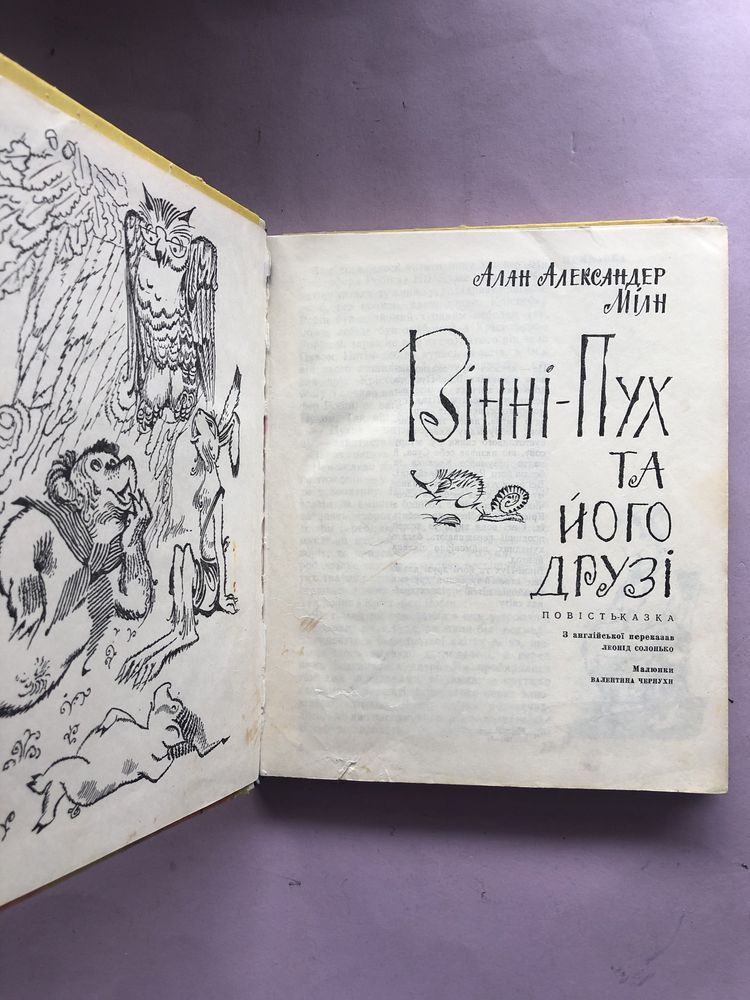 Алан Александер
Мілн
Вінні-Пух
та
його
друзі
ПОВІСТЬ-КАЗКА
З англійської переказав
ЛЕОНІД СОЛОНЬКО
Малюнки
ВАЛЕНТИНА ЧЕРНУХИ